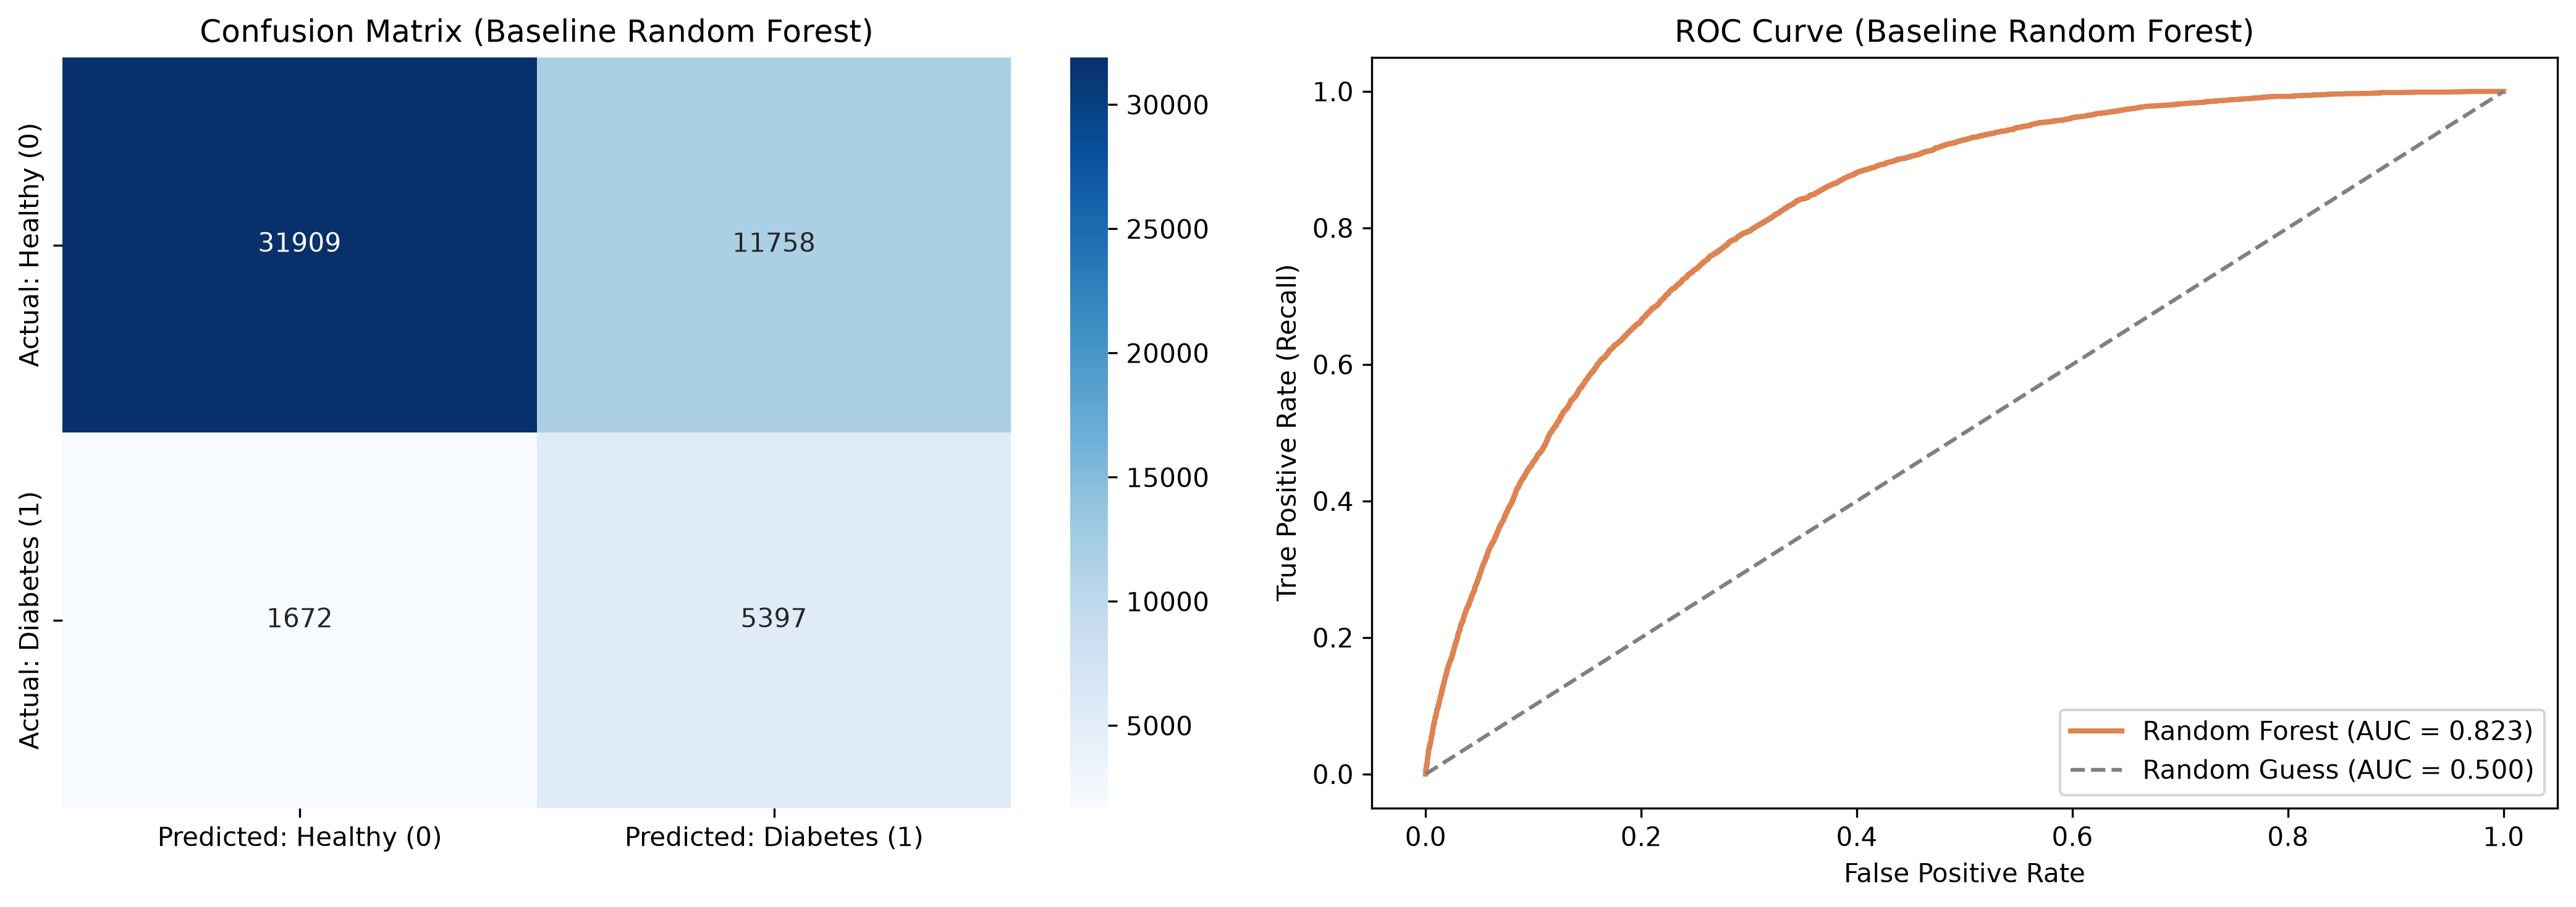 Confusion Matrix (Baseline Random Forest)
Actual: Healthy (0)
Actual: Diabetes (1)
31909
11758
1672
5397
Predicted: Healthy (0)
Predicted: Diabetes (1)
30000
25000
20000
15000
10000
5000
ROC Curve (Baseline Random Forest)
True Positive Rate (Recall)
1.0
0.8
0.6
0.4
0.2
0.0
Random Forest (AUC = 0.823)
Random Guess (AUC = 0.500)
0.0
0.2
0.4
0.6
0.8
1.0
False Positive Rate